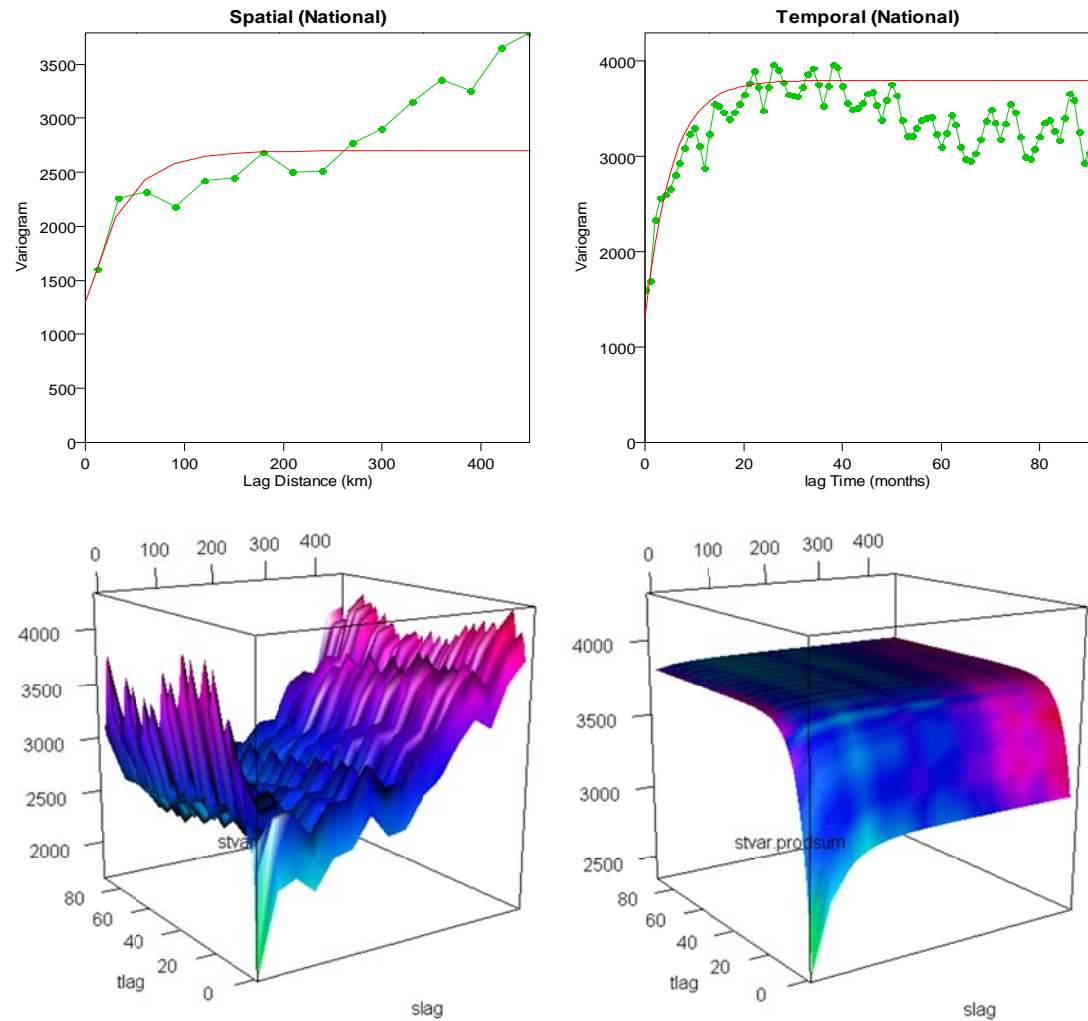 Spatial (National)
Variogram
3500
3000
2500
2000
1500
1000
500
0
0 100 200 300 400
Lag Distance (km)
Temporal (National)
Variogram
4000
3000
2000
1000
0
0 20 40 60 80
lag Time (months)
0 100 200 300 400
4000
3500
3000
2500
2000
stvar
80
60
40
20
0
tlag
slag
0 100 200 300 400
4000
3500
3000
2500
stvar.prodsum
80
60
40
20
0
tlag
slag